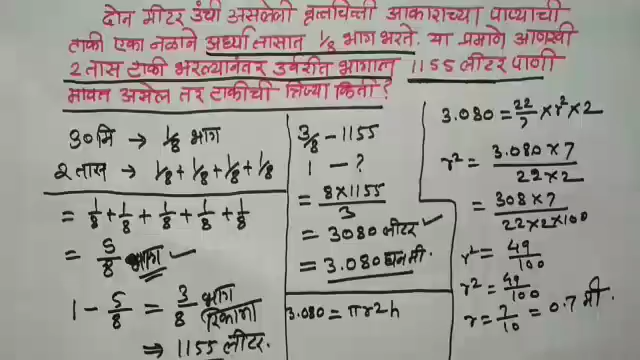 दोन मीटर उंची असलेली वृत्तचिती आकाराच्या पाण्याची
टाकी एका नळाने अर्ध्या तासात 1/8 भाग भरते. या प्रमाणे आणखी
2 तास टाकी भरल्यानंतर उर्वरीत भागात 1155 लीटर पाणी
मावत असेल तर टाकीची त्रिज्या किती?
30 मि → 1/8 भाग
2 तास → 1/8 + 1/8 + 1/8 + 1/8
= 1/8 + 1/8 + 1/8 + 1/8 + 1/8
= 5/8 भाग ✓
1 - 5/8 = 3/8 भाग
रिकामा
⇒ 1155 लीटर.
3/8 - 1155
1 - ?
= 8×1155/3
= 3080 लीटर ✓
= 3.080 घन मी.
3.080 = πr2h
3.080 = 22/7 × r² × 2
r² = 3.080 × 7 / 22 × 2
= 308 × 7 / 22 × 2 × 100
r² = 49/100
r² = 49/100
r = 7/10 = 0.7 मी.